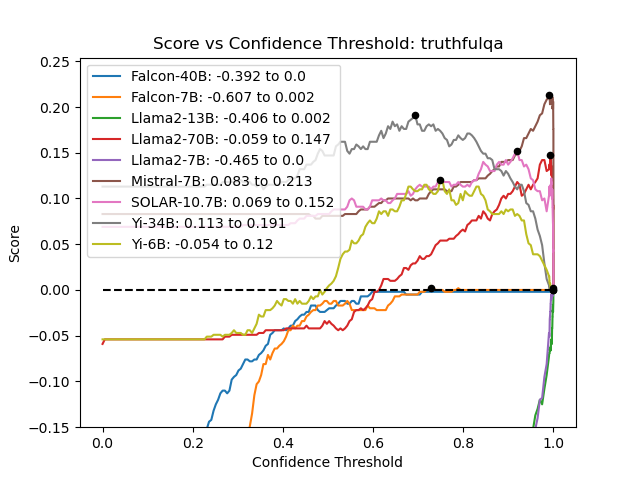 Score vs Confidence Threshold: truthfulqa
0.25
0.20
0.15
0.10
0.05
0.00
−0.05
−0.10
−0.15
Score
Falcon-40B: -0.392 to 0.0
Falcon-7B: -0.607 to 0.002
Llama2-13B: -0.406 to 0.002
Llama2-70B: -0.059 to 0.147
Llama2-7B: -0.465 to 0.0
Mistral-7B: 0.083 to 0.213
SOLAR-10.7B: 0.069 to 0.152
Yi-34B: 0.113 to 0.191
Yi-6B: -0.054 to 0.12
0.0 0.2 0.4 0.6 0.8 1.0
Confidence Threshold